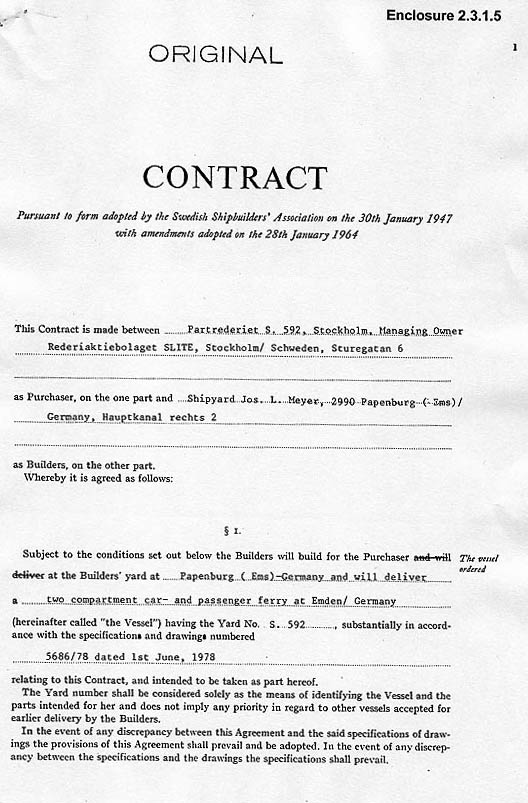 Enclosure 2.3.1.5
1
ORIGINAL
CONTRACT
Pursuant to form adopted by the Swedish Shipbuilders' Association on the 30th January 1947
with amendments adopted on the 28th January 1964
This Contract is made between Partrederiet S. 592, Stockholm, Managing Owner
Rederiaktiebolaget SLITE, Stockholm/ Schweden, Sturegatan 6
as Purchaser, on the one part and Shipyard Jos. L. Meyer, 2990 Papenburg (-Ems)/
Germany, Hauptkanal rechts 2
as Builders, on the other part.
Whereby it is agreed as follows:
§ 1.
Subject to the conditions set out below the Builders will build for the Purchaser and will The vessel
deliver at the Builders' yard at Papenburg ( Ems)-Germany and will deliver ordered
a two compartment car- and passenger ferry at Emden/ Germany
(hereinafter called "the Vessel") having the Yard No. S. 592, substantially in accord-
ance with the specifications and drawings numbered
5686/78 dated 1st June, 1978
relating to this Contract, and intended to be taken as part hereof.
The Yard number shall be considered solely as the means of identifying the Vessel and the
parts intended for her and does not imply any priority in regard to other vessels accepted for
earlier delivery by the Builders.
In the event of any discrepancy between this Agreement and the said specifications of draw-
ings the provisions of this Agreement shall prevail and be adopted. In the event of any discrep-
ancy between the specifications and the drawings the specifications shall prevail.